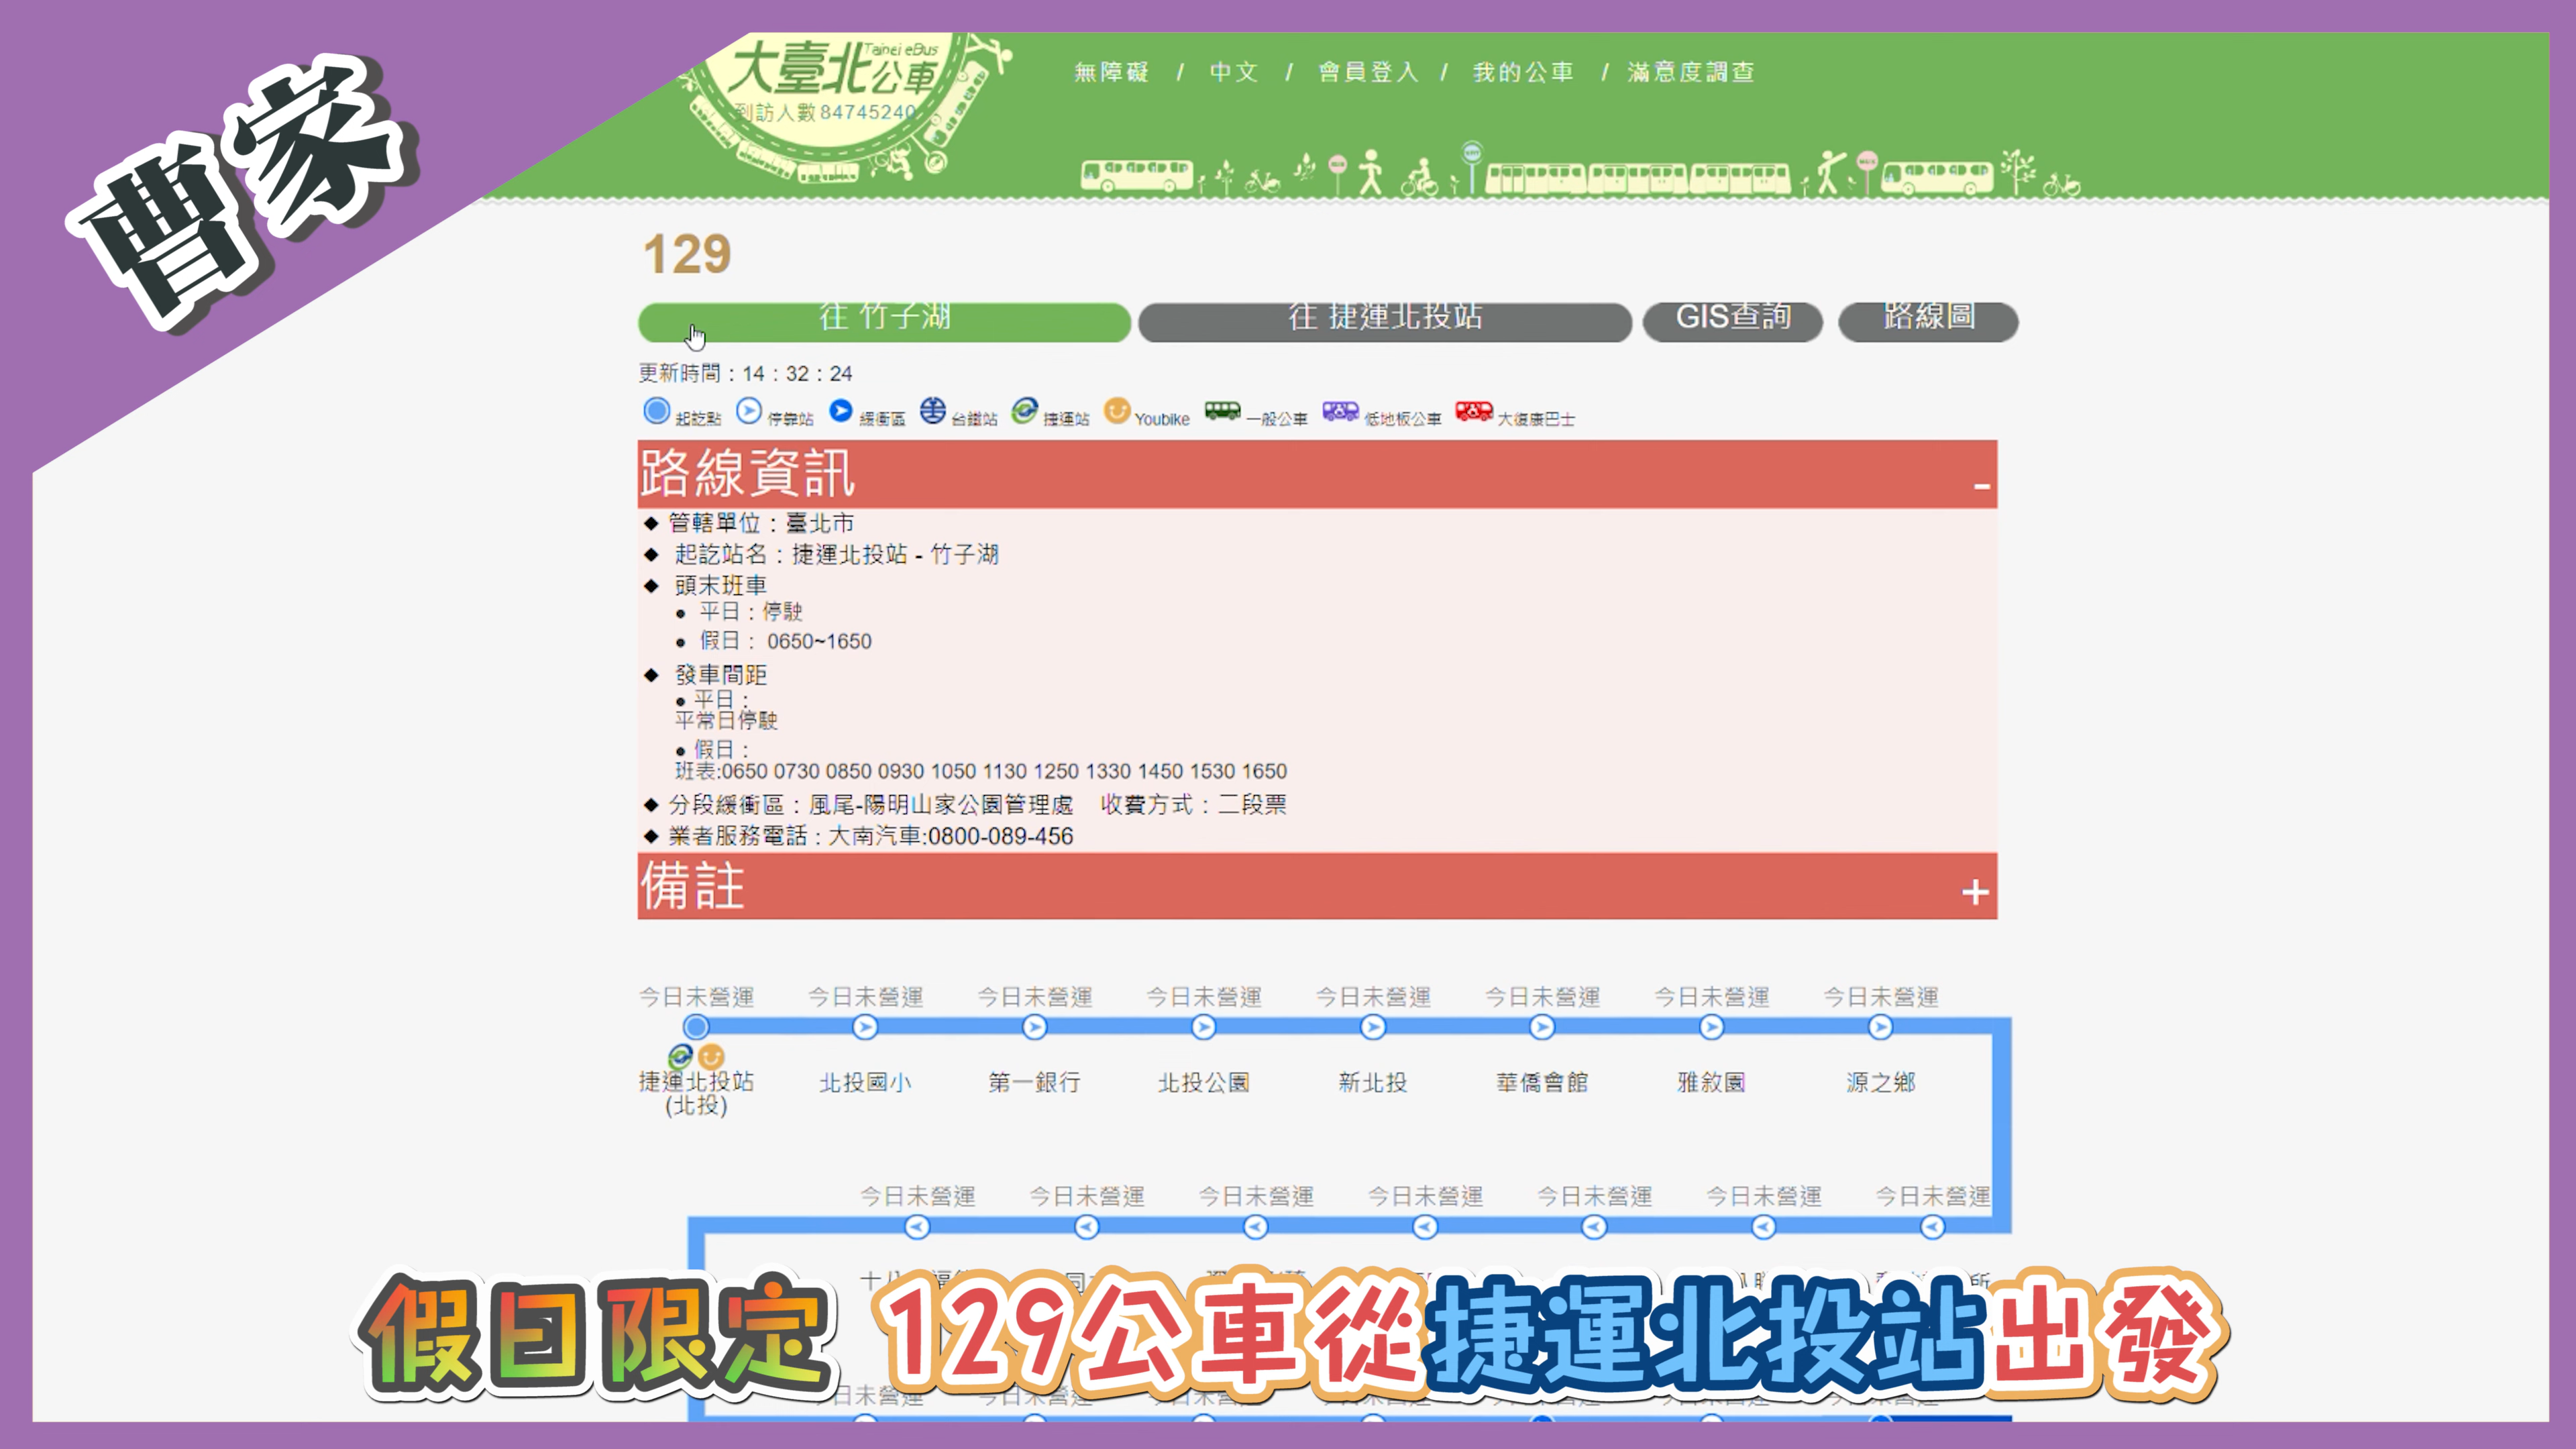 曹家
大臺北公車
Taipei eBus
到訪人數84745240
無障礙 / 中文 / 會員登入 / 我的公車 / 滿意度調查
129
往 竹子湖
往 捷運北投站
GIS查詢
路線圖
更新時間：14：32：24
起訖點 停靠站 緩衝區 台鐵站 捷運站 Youbike 一般公車 低地板公車 大復康巴士
路線資訊 -
◆ 管轄單位：臺北市
◆ 起訖站名：捷運北投站 - 竹子湖
◆ 頭末班車
● 平日：停駛
● 假日： 0650~1650
◆ 發車間距
● 平日：
平常日停駛
● 假日：
班表:0650 0730 0850 0930 1050 1130 1250 1330 1450 1530 1650
◆ 分段緩衝區：風尾-陽明山家公園管理處 收費方式：二段票
◆ 業者服務電話：大南汽車:0800-089-456
備註 +
今日未營運 今日未營運 今日未營運 今日未營運 今日未營運 今日未營運 今日未營運 今日未營運
捷運北投站(北投) 北投國小 第一銀行 北投公園 新北投 華僑會館 雅敘園 源之鄉
今日未營運 今日未營運 今日未營運 今日未營運 今日未營運 今日未營運 今日未營運
假日限定 129公車從捷運北投站出發